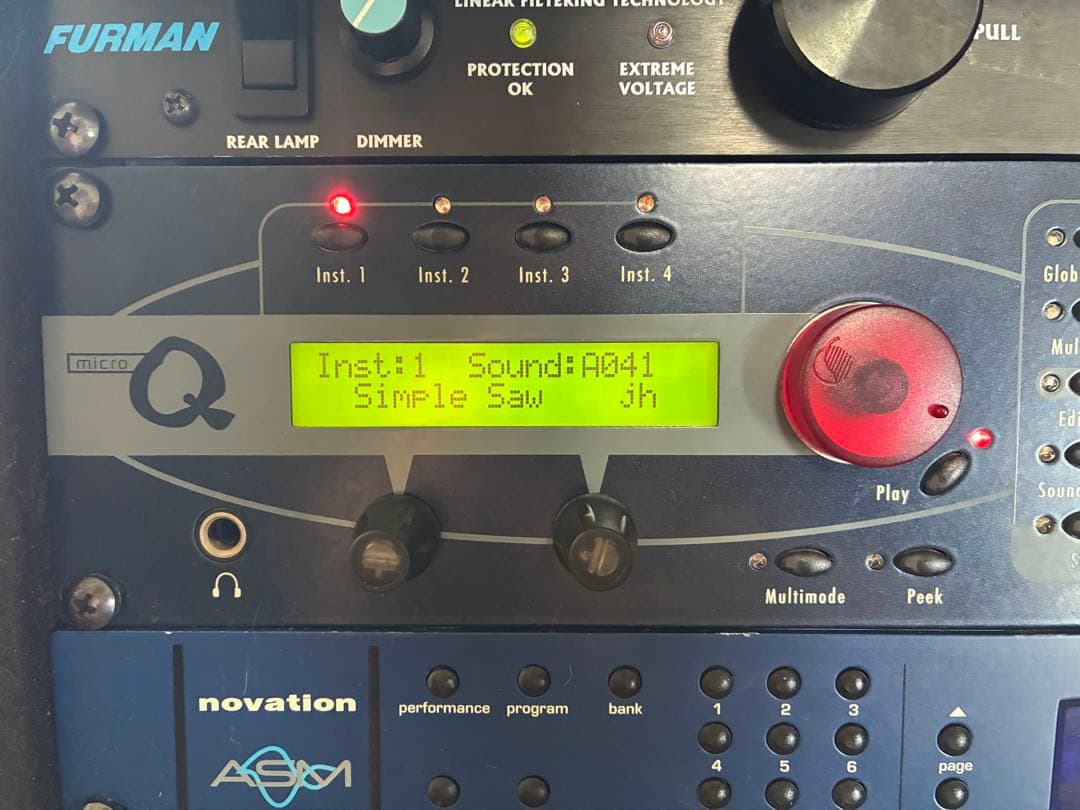 LINEAR FILTERING TECHNOLOGY
FURMAN
PULL
PROTECTION
OK
EXTREME
VOLTAGE
REAR LAMP
DIMMER
Inst. 1
Inst. 2
Inst. 3
Inst. 4
micro Q
Inst:1 Sound:A041
Simple Saw jh
Play
Multimode
Peek
novation
ASM
performance
program
bank
1
2
3
4
5
6
page